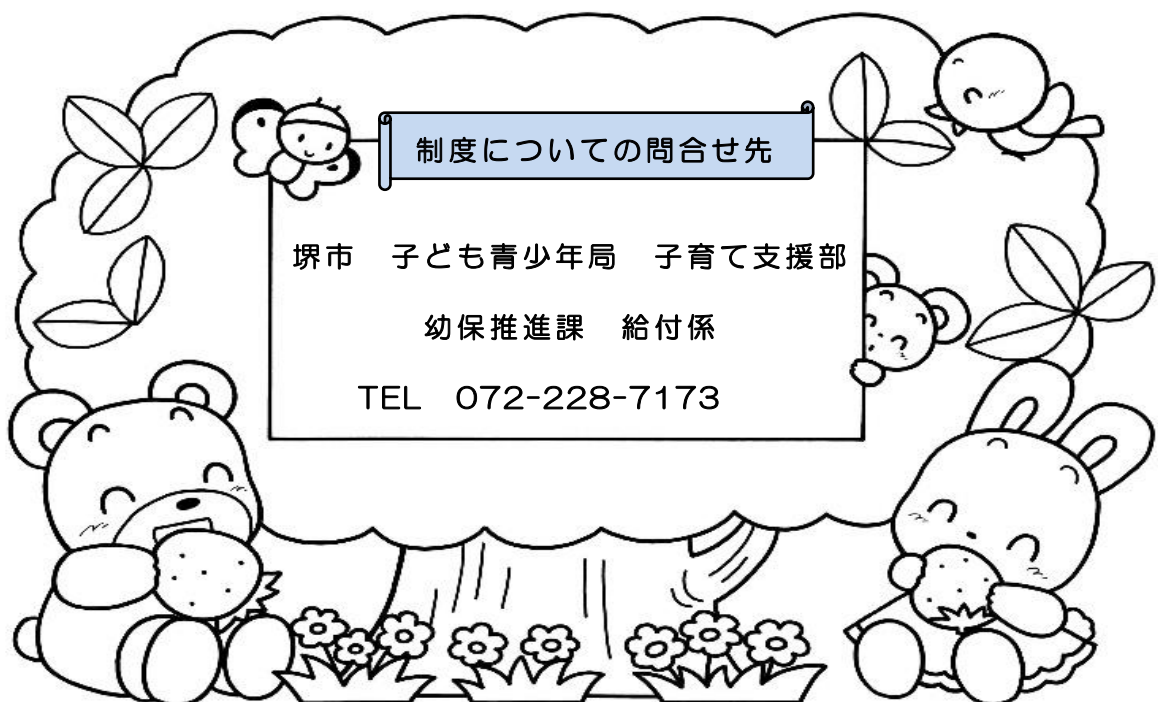 制度についての問合せ先
堺市　子ども青少年局　子育て支援部
幼保推進課　給付係
TEL　072-228-7173